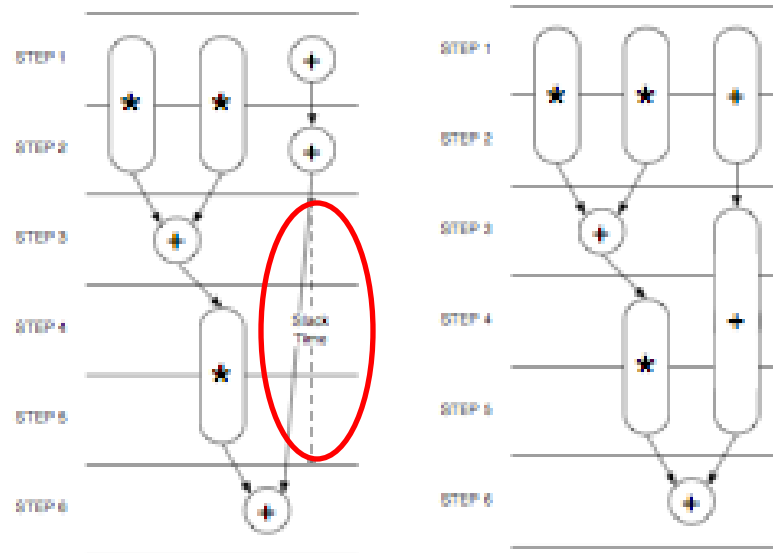 STEP 1
* * +
STEP 2
+
STEP 3
+
STEP 4
Slack
Time
*
STEP 5
STEP 6
+
STEP 1
* * +
STEP 2
STEP 3
+
STEP 4
+
*
STEP 5
STEP 6
+